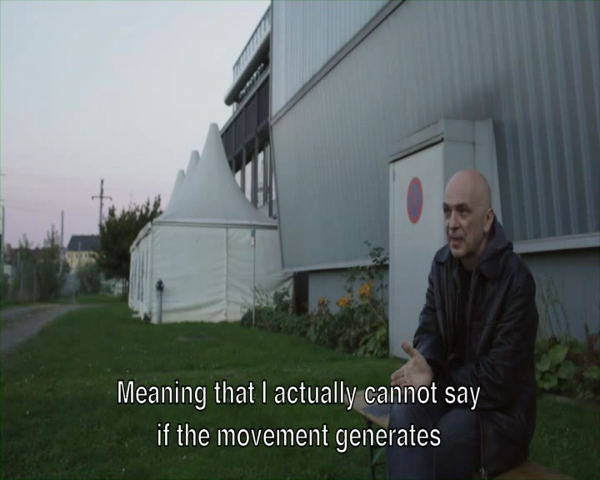 Meaning that I actually cannot say
if the movement generates